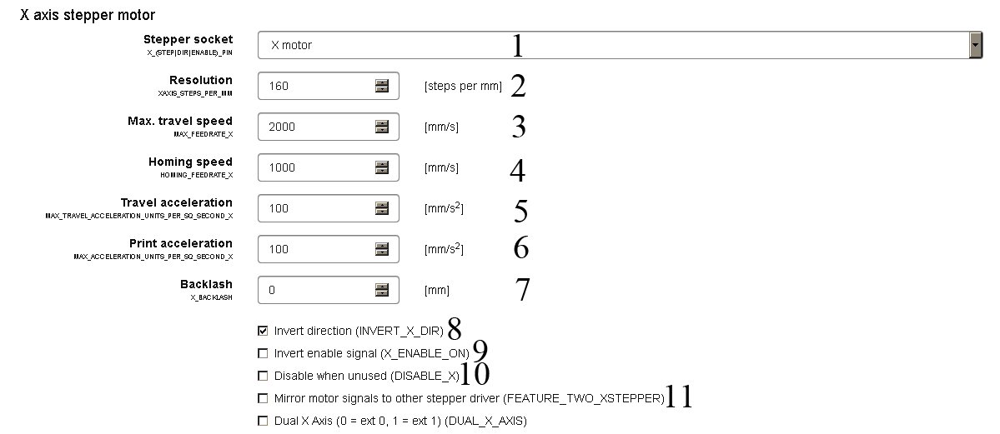 X axis stepper motor
Stepper socket X motor 1
X_(STEP|DIR|ENABLE)_PIN
Resolution 160 [steps per mm] 2
XAXIS_STEPS_PER_MM
Max. travel speed 2000 [mm/s] 3
MAX_FEEDRATE_X
Homing speed 1000 [mm/s] 4
HOMING_FEEDRATE_X
Travel acceleration 100 [mm/s²] 5
MAX_TRAVEL_ACCELERATION_UNITS_PER_SQ_SECOND_X
Print acceleration 100 [mm/s²] 6
MAX_ACCELERATION_UNITS_PER_SQ_SECOND_X
Backlash 0 [mm] 7
X_BACKLASH
Invert direction (INVERT_X_DIR) 8
Invert enable signal (X_ENABLE_ON) 9
Disable when unused (DISABLE_X) 10
Mirror motor signals to other stepper driver (FEATURE_TWO_XSTEPPER) 11
Dual X Axis (0 = ext 0, 1 = ext 1) (DUAL_X_AXIS)